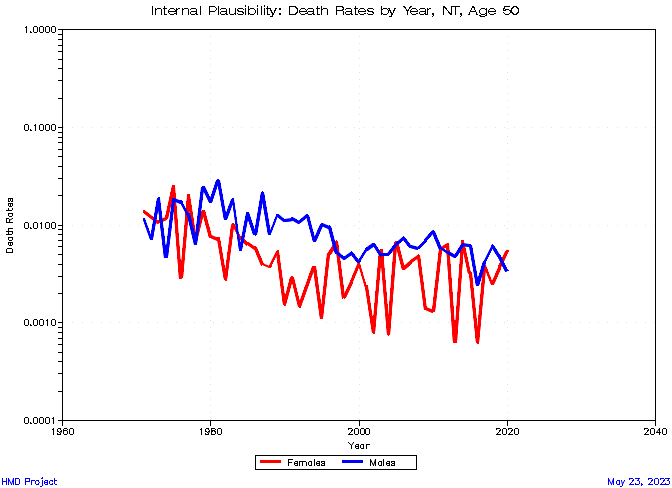 Internal Plausibility: Death Rates by Year, NT, Age 50
1.0000
0.1000
0.0100
0.0010
0.0001
Death Rates
1960 1980 2000 2020 2040
Year
Females Males
HMD Project May 23, 2023